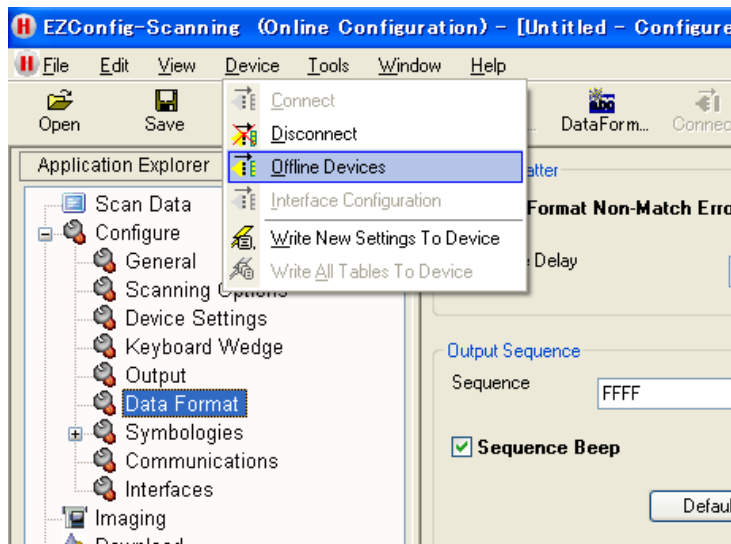 EZConfig-Scanning (Online Configuration) - [Untitled - Configure
File Edit View Device Tools Window Help
Open Save DataForm... Connec
Connect
Disconnect
Offline Devices
Interface Configuration
Write New Settings To Device
Write All Tables To Device
Application Explorer
Scan Data
Configure
General
Scanning Options
Device Settings
Keyboard Wedge
Output
Data Format
Symbologies
Communications
Interfaces
Imaging
Download
atter
Format Non-Match Erro
Delay
Output Sequence
Sequence FFFF
Sequence Beep
Defaul